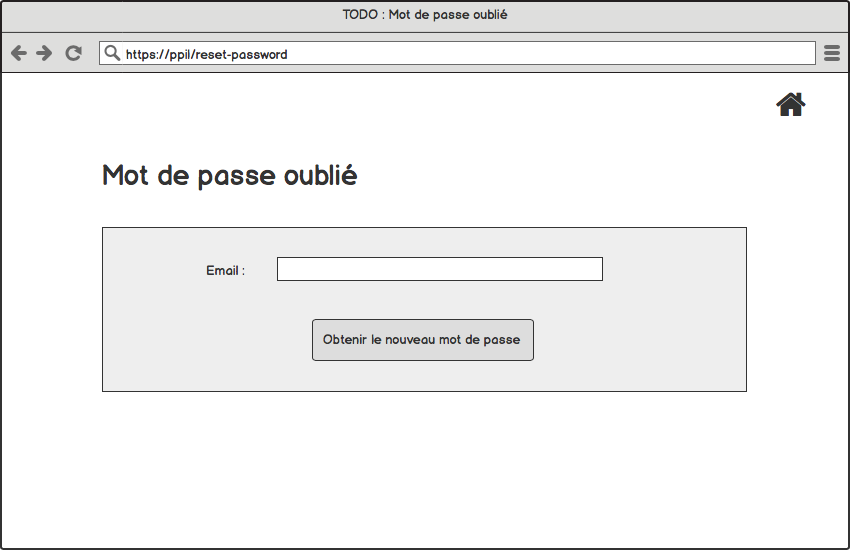 TODO : Mot de passe oublié
https://ppil/reset-password
Mot de passe oublié
Email :
Obtenir le nouveau mot de passe